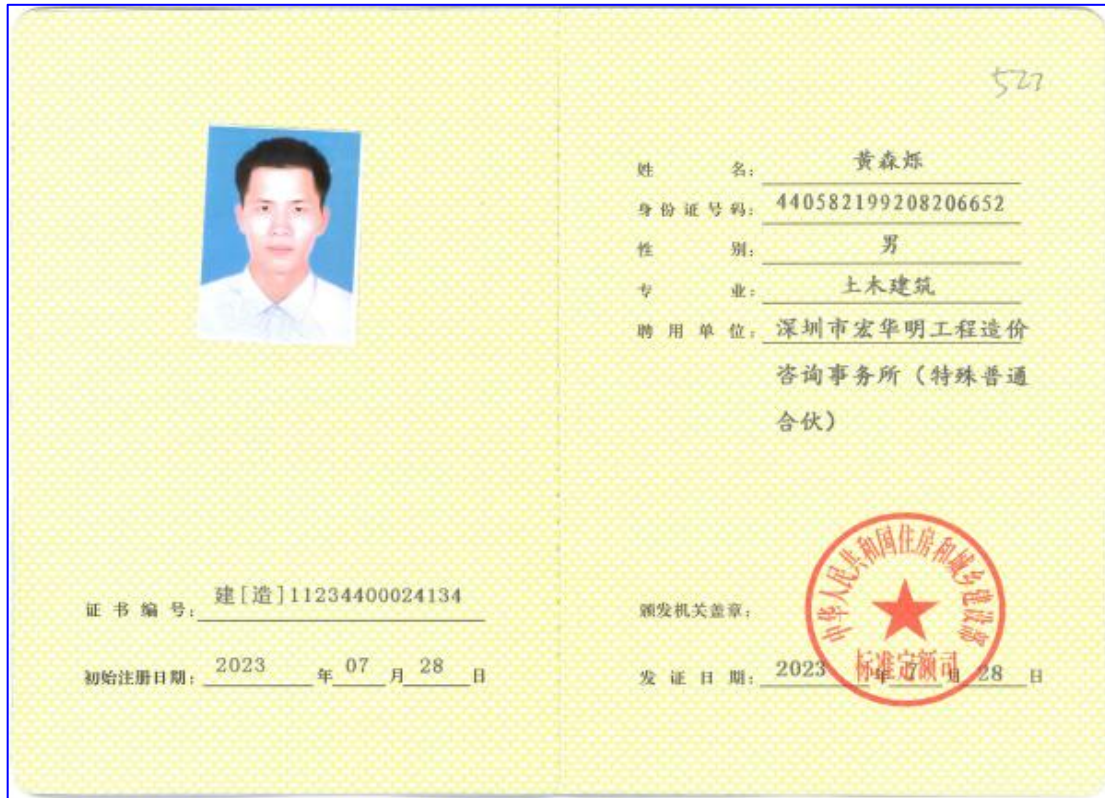 527
姓 名: 黄森烁
身份证号码: 440582199208206652
性 别: 男
专 业: 土木建筑
聘用单位: 深圳市宏华明工程造价
咨询事务所（特殊普通
合伙）
证书编号: 建[造]11234400024134
初始注册日期: 2023 年 07 月 28 日
颁发机关盖章:
中华人民共和国住房和城乡建设部
标准定额司
发证日期: 2023 年 7 月 28 日